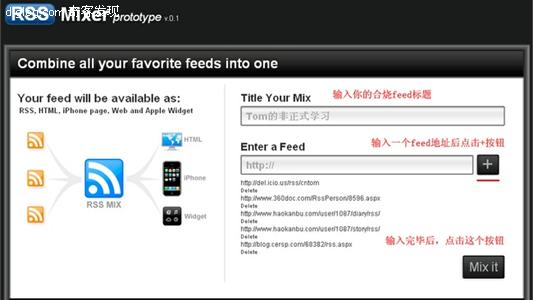 RSS Mixer prototype v.0.1
Combine all your favorite feeds into one
Your feed will be available as:
RSS, HTML, iPhone page, Web and Apple Widget
HTML
iPhone
Widget
RSS MIX
Title Your Mix
输入你的合烧feed标题
Tom的非正式学习
输入一个feed地址后点击+按钮
Enter a Feed
http://
+
http://del.icio.us/rss/cntom
Delete
http://www.360doc.com/RssPerson/8596.aspx
Delete
http://www.haokanbu.com/user/1087/diary/rss/
Delete
http://www.haokanbu.com/user/1087/story/rss/
Delete
http://blog.cersp.com/68382/rss.aspx
Delete
输入完毕后，点击这个按钮
Mix it